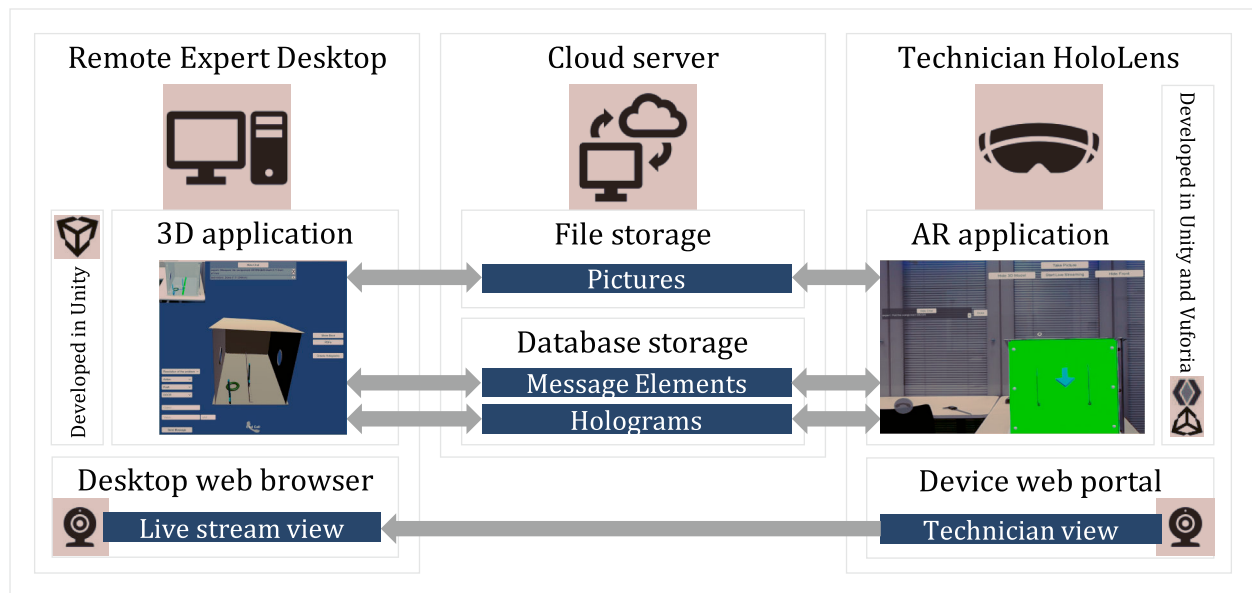 Remote Expert Desktop
Developed in Unity
3D application
Desktop web browser
Live stream view
Cloud server
File storage
Pictures
Database storage
Message Elements
Holograms
Technician HoloLens
Developed in Unity and Vuforia
AR application
Take Picture
Device web portal
Technician view